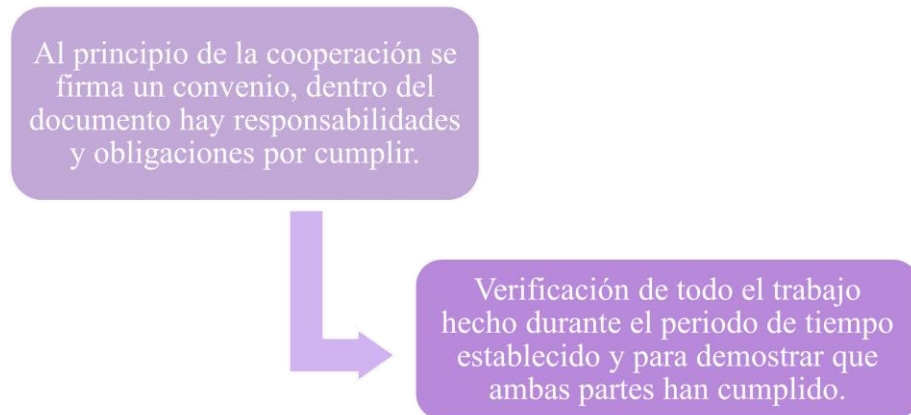 Al principio de la cooperación se
firma un convenio, dentro del
documento hay responsabilidades
y obligaciones por cumplir.
Verificación de todo el trabajo
hecho durante el periodo de tiempo
establecido y para demostrar que
ambas partes han cumplido.